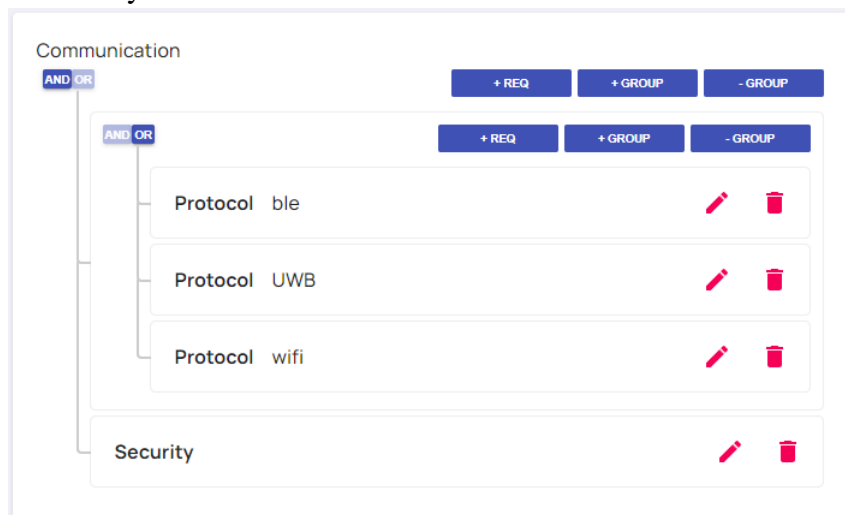 Communication
AND OR + REQ + GROUP - GROUP
AND OR + REQ + GROUP - GROUP
Protocol ble
Protocol UWB
Protocol wifi
Security